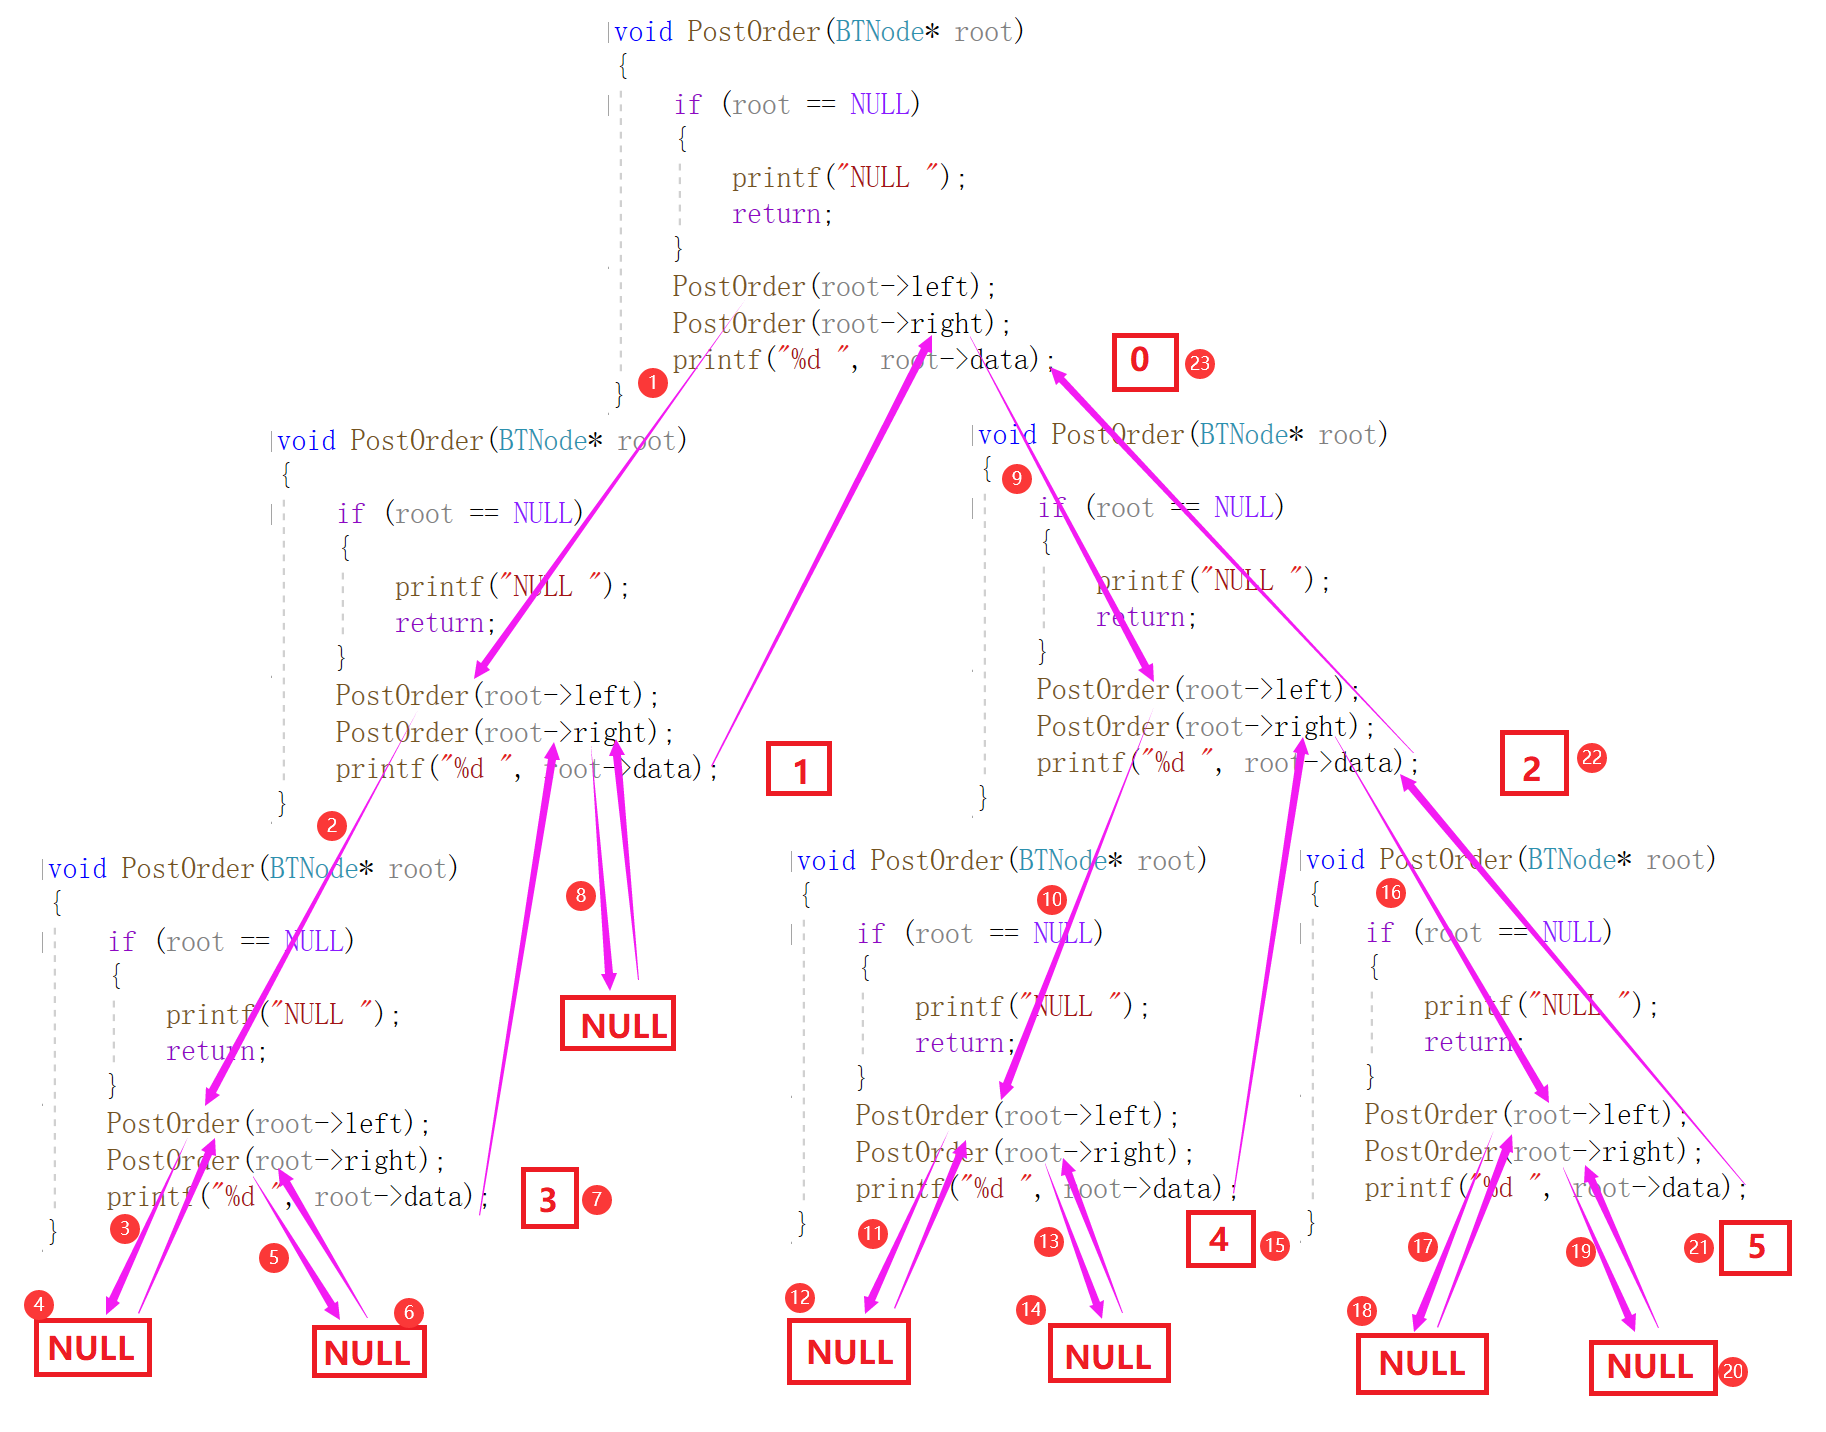 void PostOrder(BTNode* root)
{
if (root == NULL)
{
printf("NULL ");
return;
}
PostOrder(root->left);
PostOrder(root->right);
printf("%d ", root->data);
}
0
23
1
void PostOrder(BTNode* root)
{
if (root == NULL)
{
printf("NULL ");
return;
}
PostOrder(root->left);
PostOrder(root->right);
printf("%d ", root->data);
}
1
2
void PostOrder(BTNode* root)
{
9
if (root == NULL)
{
printf("NULL ");
return;
}
PostOrder(root->left);
PostOrder(root->right);
printf("%d ", root->data);
}
2
22
void PostOrder(BTNode* root)
{
if (root == NULL)
{
printf("NULL ");
return;
}
PostOrder(root->left);
PostOrder(root->right);
printf("%d ", root->data);
}
3
7
3
5
4
NULL
6
NULL
8
NULL
void PostOrder(BTNode* root)
{
10
if (root == NULL)
{
printf("NULL ");
return;
}
PostOrder(root->left);
PostOrder(root->right);
printf("%d ", root->data);
}
4
15
11
13
12
NULL
14
NULL
void PostOrder(BTNode* root)
{
16
if (root == NULL)
{
printf("NULL ");
return;
}
PostOrder(root->left);
PostOrder(root->right);
printf("%d ", root->data);
}
17
19
21
5
18
NULL
NULL
20